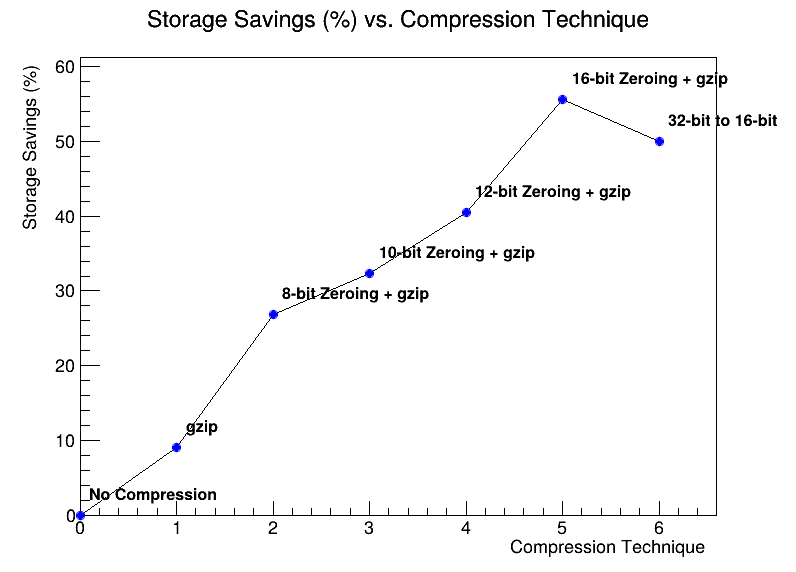 Storage Savings (%) vs. Compression Technique
Storage Savings (%)
60
50
40
30
20
10
0
16-bit Zeroing + gzip
32-bit to 16-bit
12-bit Zeroing + gzip
10-bit Zeroing + gzip
8-bit Zeroing + gzip
gzip
No Compression
0 1 2 3 4 5 6
Compression Technique